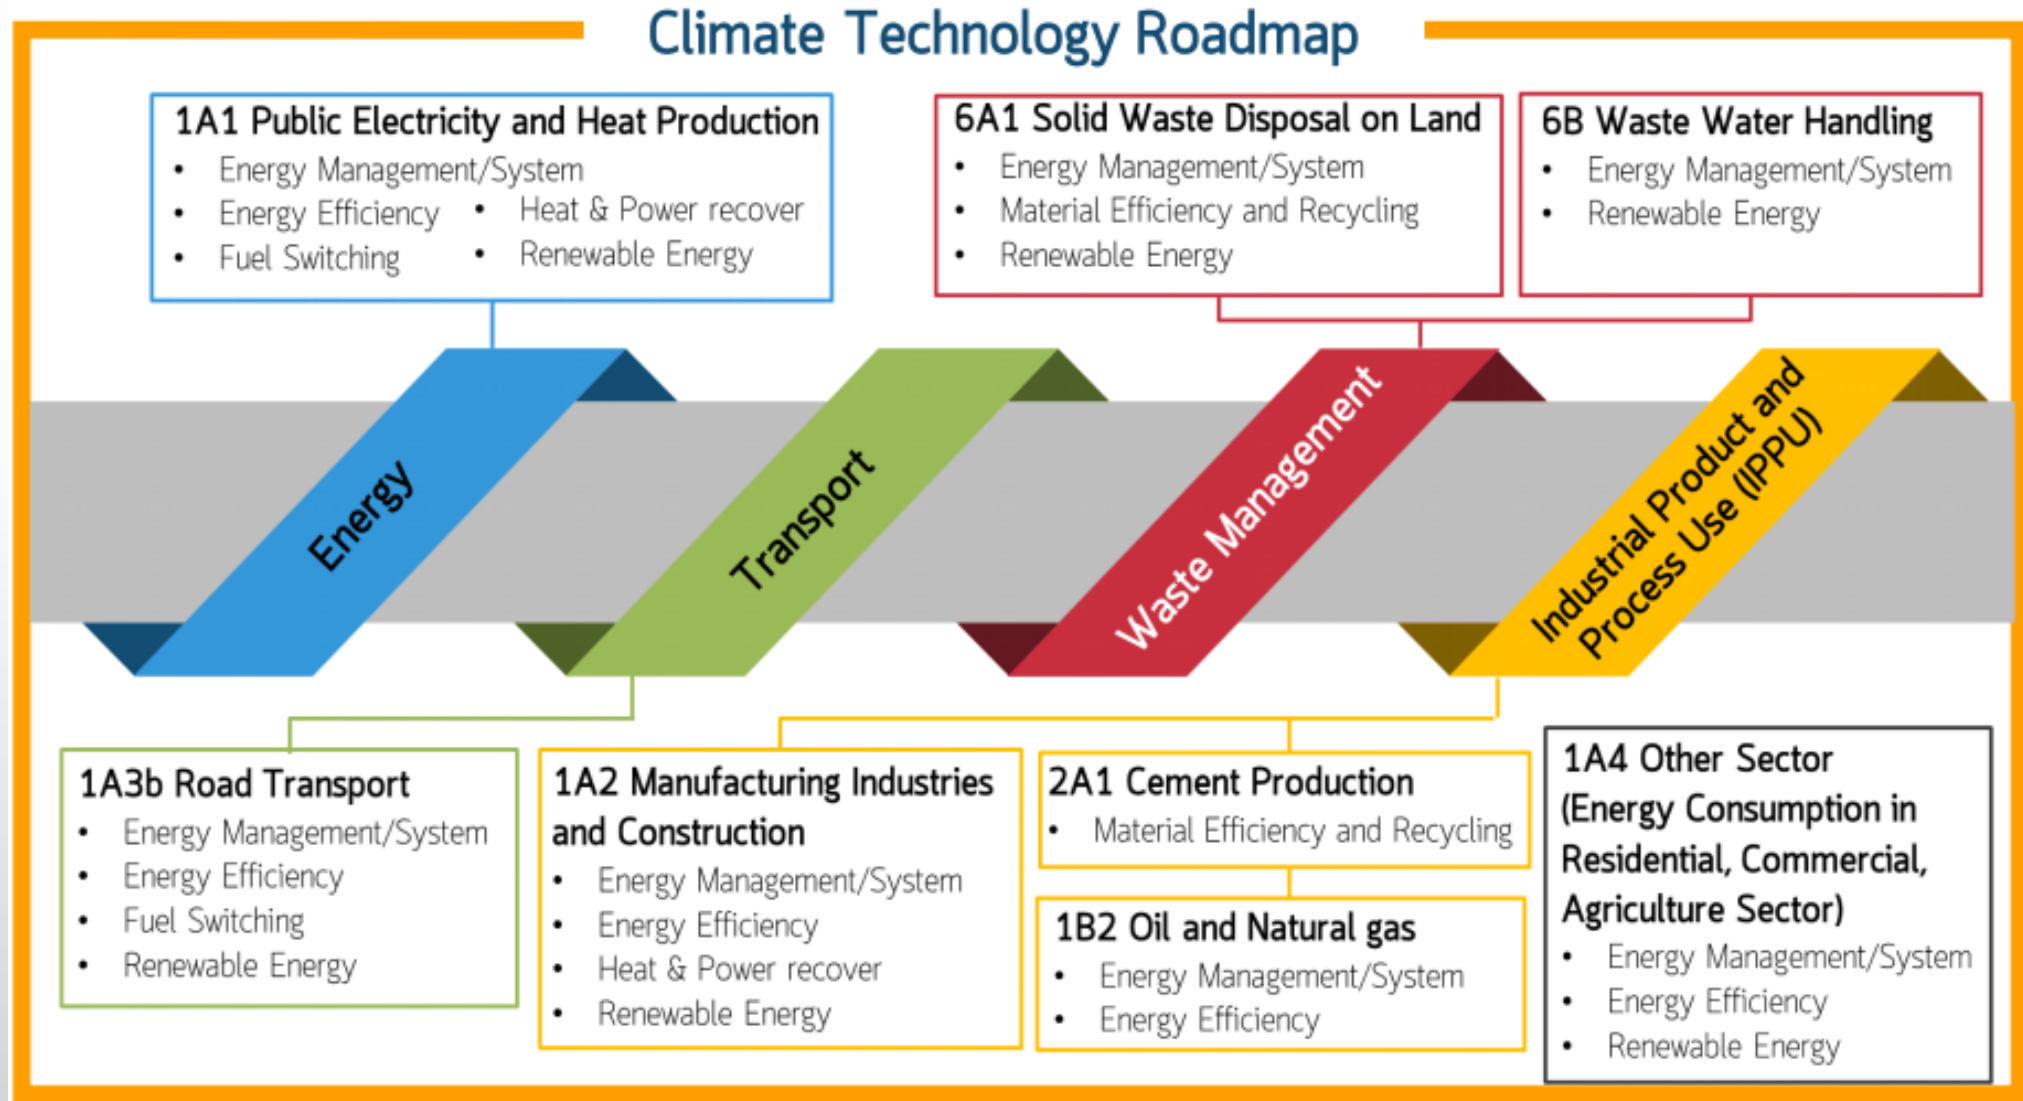 Climate Technology Roadmap
1A1 Public Electricity and Heat Production
• Energy Management/System
• Energy Efficiency
• Fuel Switching
• Heat & Power recover
• Renewable Energy
6A1 Solid Waste Disposal on Land
• Energy Management/System
• Material Efficiency and Recycling
• Renewable Energy
6B Waste Water Handling
• Energy Management/System
• Renewable Energy
Energy
Transport
Waste Management
Industrial Product and
Process Use (IPPU)
1A3b Road Transport
• Energy Management/System
• Energy Efficiency
• Fuel Switching
• Renewable Energy
1A2 Manufacturing Industries
and Construction
• Energy Management/System
• Energy Efficiency
• Heat & Power recover
• Renewable Energy
2A1 Cement Production
• Material Efficiency and Recycling
1B2 Oil and Natural gas
• Energy Management/System
• Energy Efficiency
1A4 Other Sector
(Energy Consumption in
Residential, Commercial,
Agriculture Sector)
• Energy Management/System
• Energy Efficiency
• Renewable Energy